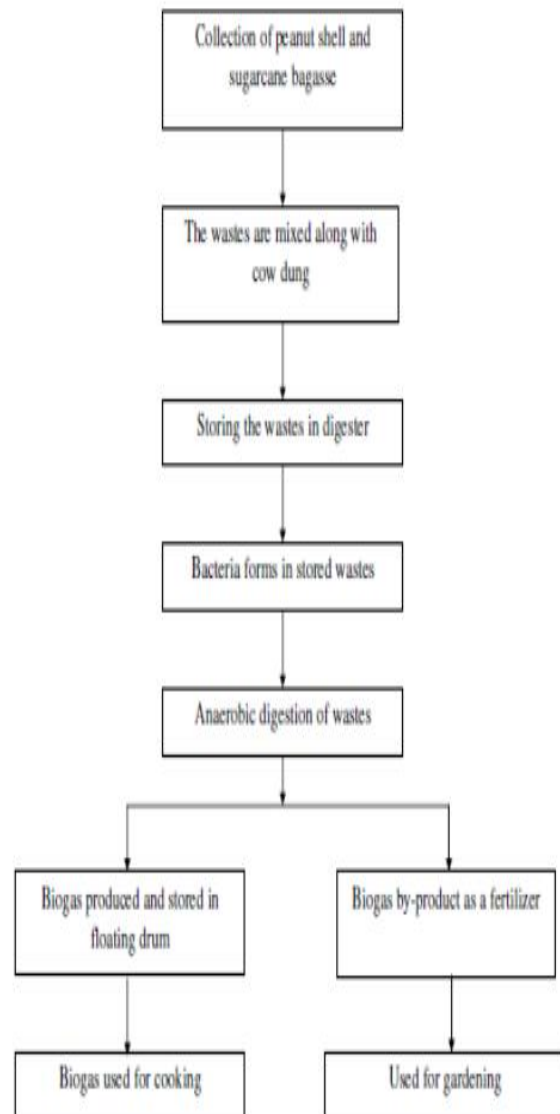 Collection of peanut shell and
sugarcane bagasse
The wastes are mixed along with
cow dung
Storing the wastes in digester
Bacteria forms in stored wastes
Anaerobic digestion of wastes
Biogas produced and stored in
floating drum
Biogas by-product as a fertilizer
Biogas used for cooking
Used for gardening